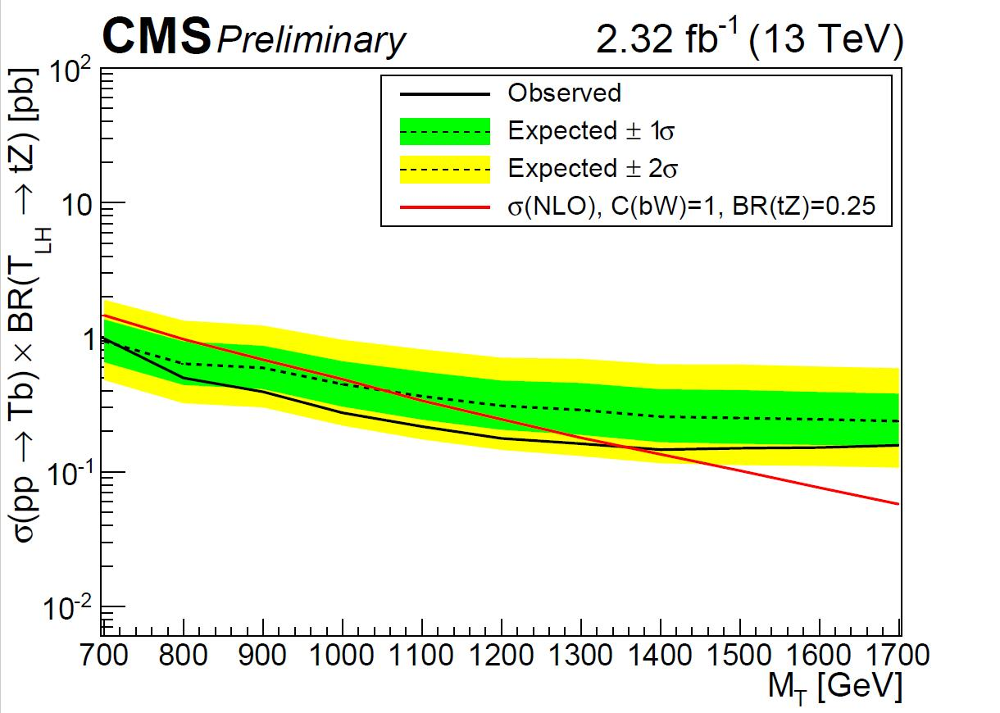 CMS Preliminary 2.32 fb⁻¹ (13 TeV)
σ(pp → Tb) × BR(T_LH → tZ) [pb]
Observed
Expected ± 1σ
Expected ± 2σ
σ(NLO), C(bW)=1, BR(tZ)=0.25
10²
10
1
10⁻¹
10⁻²
700 800 900 1000 1100 1200 1300 1400 1500 1600 1700
M_T [GeV]